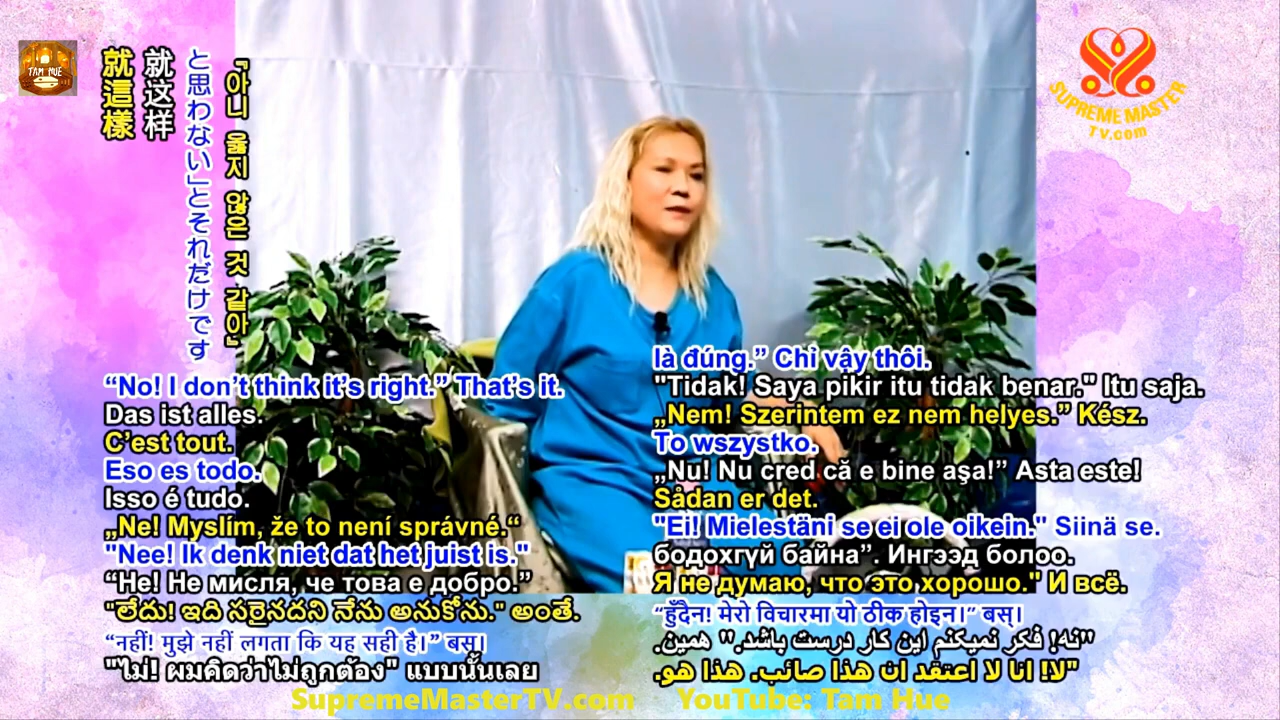 TAM HUE
SUPREME MASTER
TV.com
『아니 옳지 않은 것 같아』
と思わない」とそれだけです
就这样
就這樣
“No! I don’t think it’s right.” That’s it.
Das ist alles.
C’est tout.
Eso es todo.
Isso é tudo.
„Ne! Myslím, že to není správné.“
"Nee! Ik denk niet dat het juist is."
“Не! Не мисля, че това е добро.”
"లేదు! ఇది సరైనదని నేను అనుకోను." అంతే.
“नहीं! मुझे नहीं लगता कि यह सही है।” बस्।
"ไม่! ผมคิดว่าไม่ถูกต้อง" แบบนั้นเลย
là đúng.” Chỉ vậy thôi.
"Tidak! Saya pikir itu tidak benar." Itu saja.
„Nem! Szerintem ez nem helyes.” Kész.
To wszystko.
„Nu! Nu cred că e bine aşa!” Asta este!
Sådan er det.
"Ei! Mielestäni se ei ole oikein." Siinä se.
бодохгүй байна”. Ингээд болоо.
Я не думаю, что это хорошо." И всё.
“हुँदैन! मेरो विचारमा यो ठीक होइन।” बस्।
"نه! فکر نمیکنم این کار درست باشد." همین.
"لا! انا لا اعتقد ان هذا صائب. هذا هو.
SupremeMasterTV.com
YouTube: Tam Hue